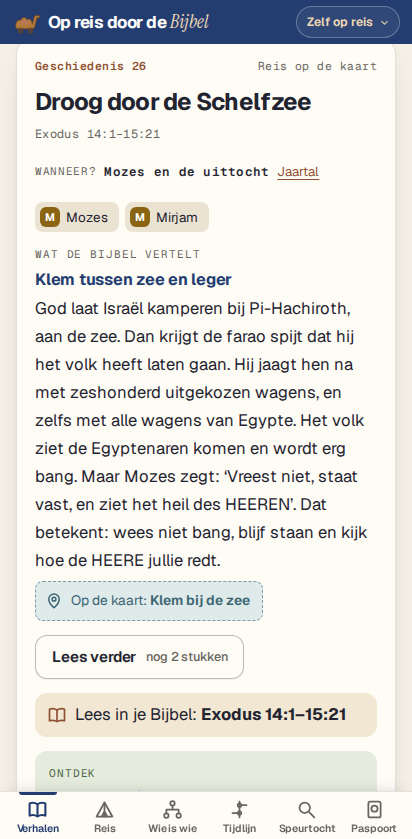 Op reis door de Bijbel
Zelf op reis
Geschiedenis 26
Reis op de kaart
Droog door de Schelfzee
Exodus 14:1–15:21
WANNEER? Mozes en de uittocht Jaartal
M Mozes
M Mirjam
WAT DE BIJBEL VERTELT
Klem tussen zee en leger
God laat Israël kamperen bij Pi-Hachiroth,
aan de zee. Dan krijgt de farao spijt dat hij
het volk heeft laten gaan. Hij jaagt hen na
met zeshonderd uitgekozen wagens, en
zelfs met alle wagens van Egypte. Het volk
ziet de Egyptenaren komen en wordt erg
bang. Maar Mozes zegt: ‘Vreest niet, staat
vast, en ziet het heil des HEEREN’. Dat
betekent: wees niet bang, blijf staan en kijk
hoe de HEERE jullie redt.
Op de kaart: Klem bij de zee
Lees verder nog 2 stukken
Lees in je Bijbel: Exodus 14:1–15:21
ONTDEK
Verhalen
Reis
Wie is wie
Tijdlijn
Speurtocht
Paspoort